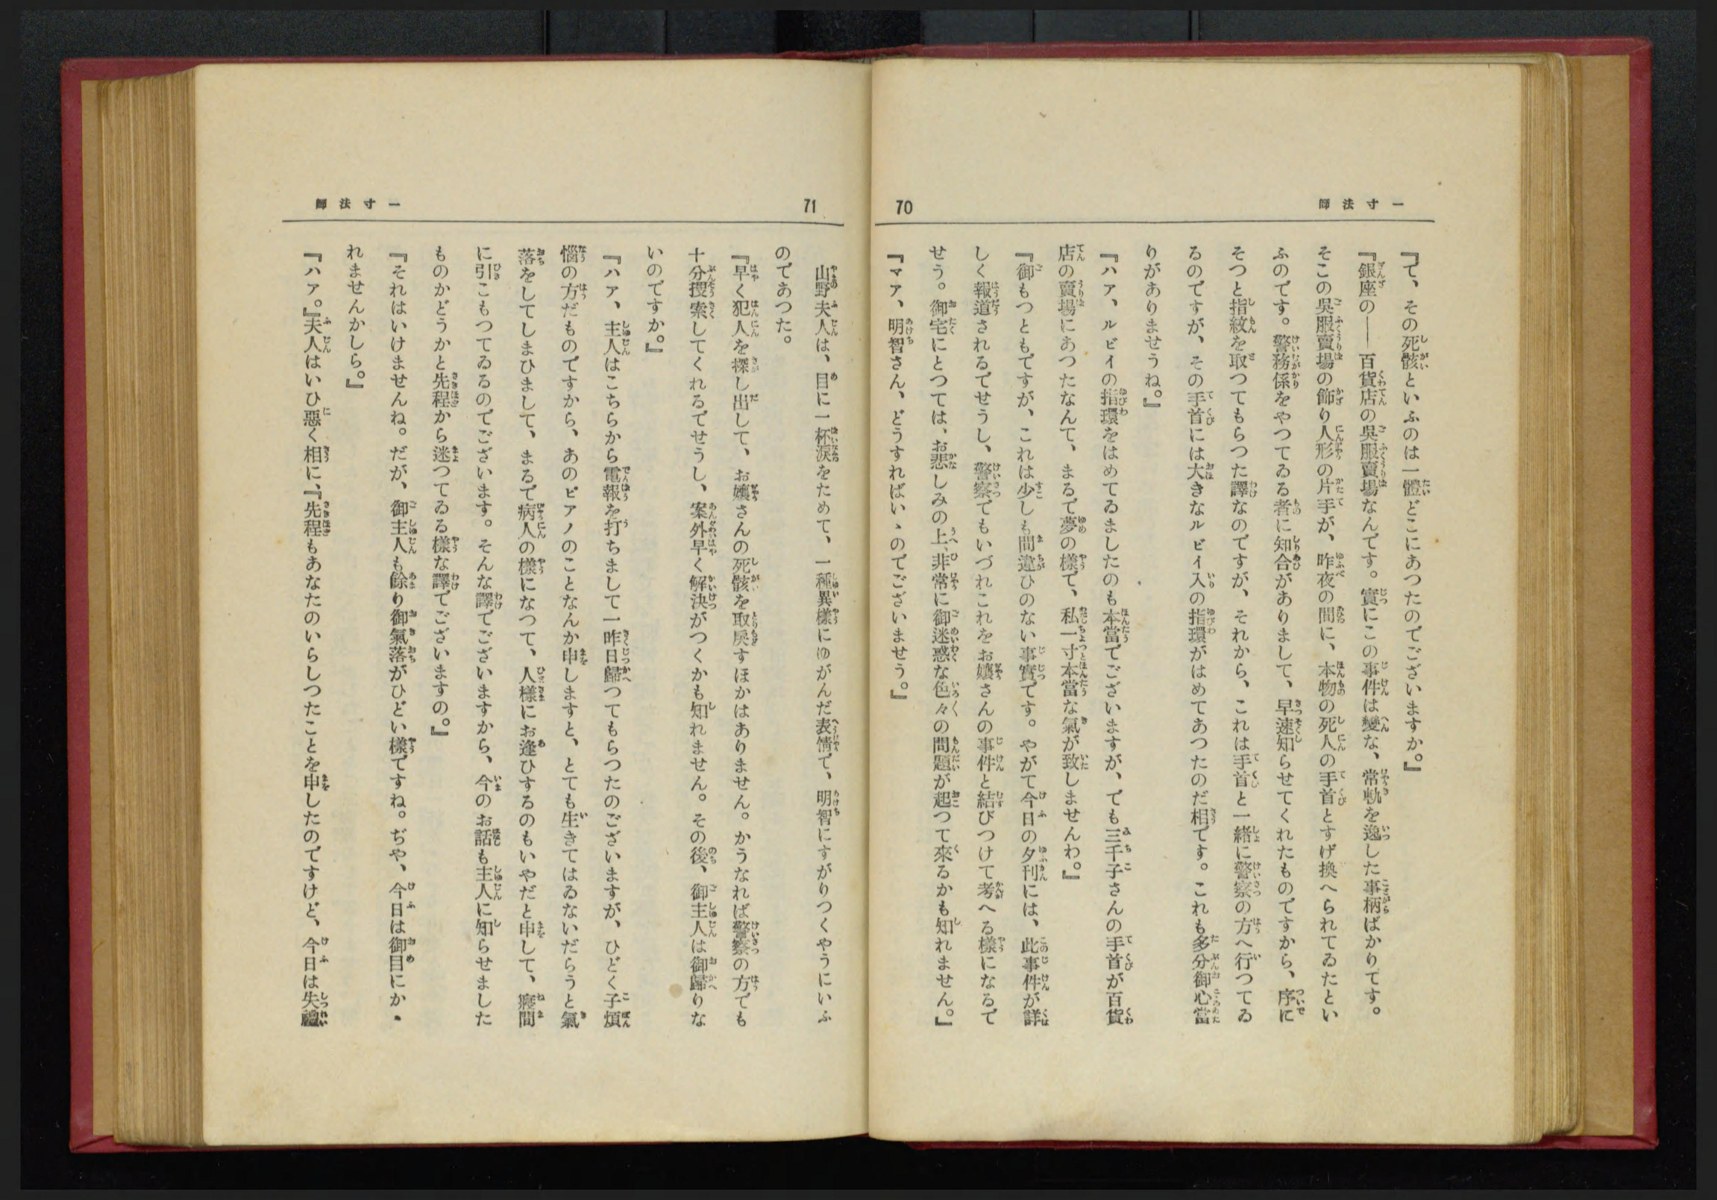 一寸法師
70
『で、その死骸といふのは一體どこにあつたのでございますか。』
『銀座の――百貨店の呉服賣場なんです。實にこの事件は變な、常軌を逸した事柄ばかりです。
そこの呉服賣場の飾り人形の片手が、昨夜の間に、本物の死人の手首とすげ換へられてゐたとい
ふのです。警務係をやつてゐる者に知合がありまして、早速知らせてくれたものですから、序に
そつと指紋を取つてもらつた譯なのですが、それから、これは手首と一緒に警察の方へ行つてゐ
るのですが、その手首には大きなルビイ入の指環がはめてあつたのだ相です。これも多分御心當
りがありませうね。』
『ハア、ルビイの指環をはめてゐましたのも本當でございますが、でも三千子さんの手首が百貨
店の賣場にあつたなんて、まるで夢の樣で、私一寸本當な氣が致しませんわ。』
『御もつともですが、これは少しも間違ひのない事實です。やがて今日の夕刊には、此事件が詳
しく報道されるでせうし、警察でもいづれこれをお孃さんの事件と結びつけて考へる樣になるで
せう。御宅にとつては、お悲しみの上、非常に御迷惑な色々の問題が起つて來るかも知れません。』
『マア、明智さん、どうすればいゝのでございませう。』
71
一寸法師
山野夫人は、目に一杯涙をためて、一種異樣にゆがんだ表情で、明智にすがりつくやうにいふ
のであつた。
『早く犯人を探し出して、お孃さんの死骸を取戻すほかはありません。かうなれば警察の方でも
十分捜索してくれるでせうし、案外早く解決がつくかも知れません。その後、御主人は御歸りな
いのですか。』
『ハア、主人はこちらから電報を打ちまして一昨日歸つてもらつたのございますが、ひどく子煩
惱の方だものですから、あのピアノのことなんか申しますと、とても生きてはゐないだらうと氣
落をしてしまひまして、まるで病人の樣になつて、人樣にお逢ひするのもいやだと申して、寢間
に引こもつてゐるのでございます。そんな譯でございますから、今のお話も主人に知らせました
ものかどうかと先程から迷つてゐる樣な譯でございますの。』
『それはいけませんね。だが、御主人も餘り御氣落がひどい樣ですね。ぢや、今日は御目にかゝ
れませんかしら。』
『ハア。』夫人はいひ惡く相に、『先程もあなたのいらしつたことを申したのですけど、今日は失禮